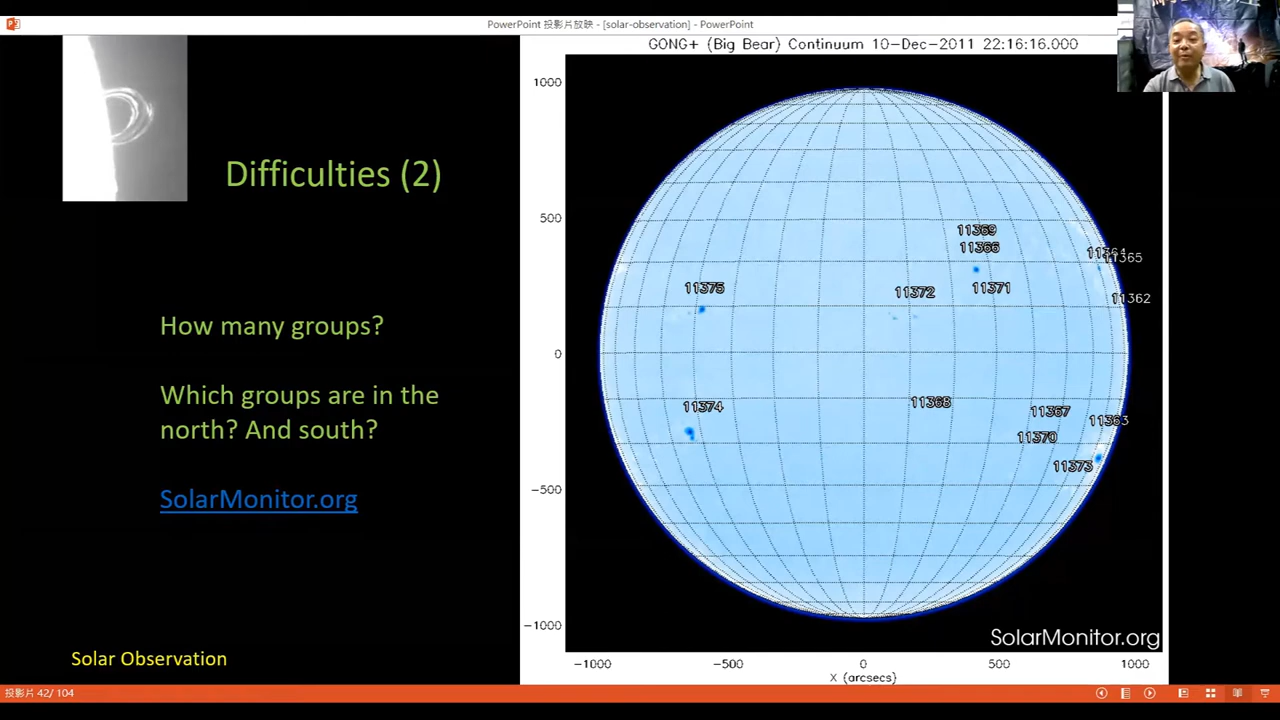 PowerPoint 投影片放映 - [solar-observation] - PowerPoint
GONG+ (Big Bear) Continuum 10-Dec-2011 22:16:16.000
Difficulties (2)
How many groups?
Which groups are in the
north? And south?
SolarMonitor.org
Solar Observation
1000
500
0
−500
−1000
11369
11366
11365
11375
11372
11371
11362
11374
11368
11367
11363
11370
11373
SolarMonitor.org
−1000
−500
0
500
1000
X (arcsecs)
投影片 42/ 104